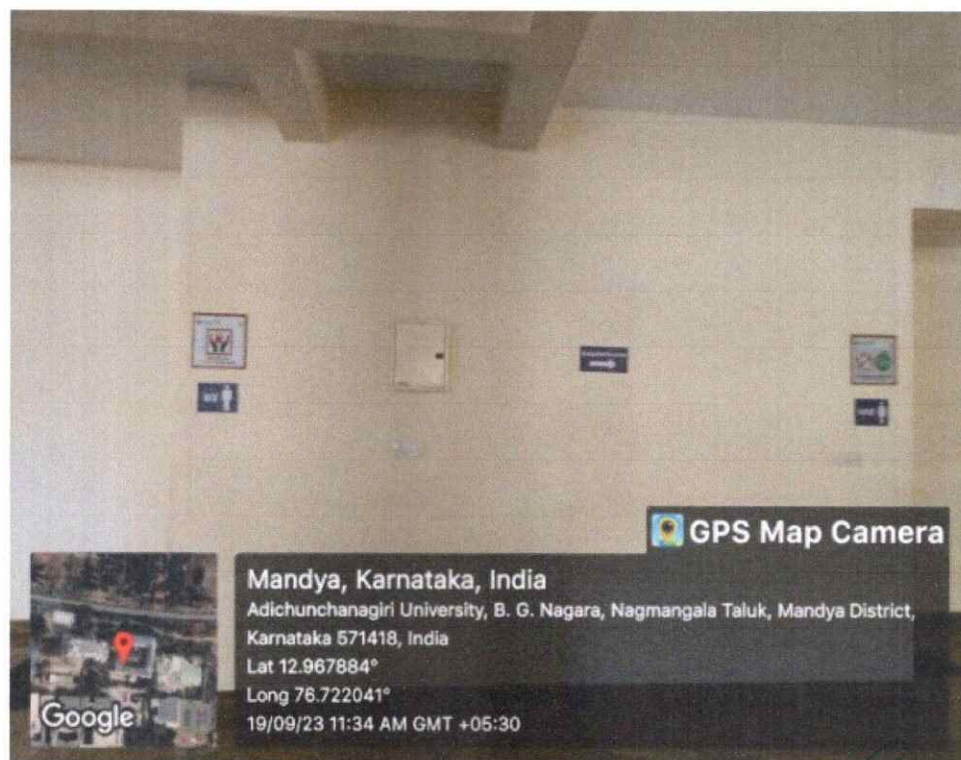 GPS Map Camera
Mandya, Karnataka, India
Adichunchanagiri University, B. G. Nagara, Nagmangala Taluk, Mandya District,
Karnataka 571418, India
Lat 12.967884°
Long 76.722041°
19/09/23 11:34 AM GMT +05:30
Google